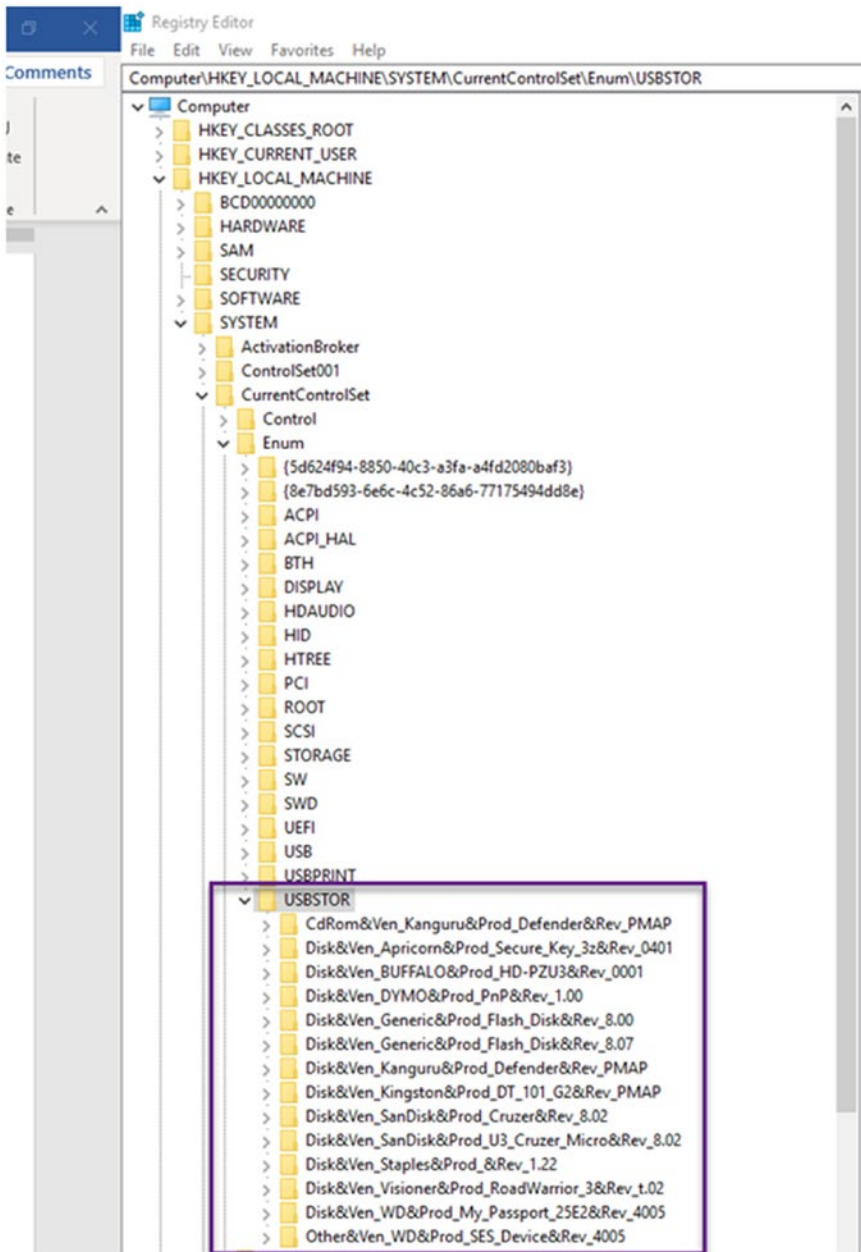 Registry Editor
File Edit View Favorites Help
Comments
Computer\HKEY_LOCAL_MACHINE\SYSTEM\CurrentControlSet\Enum\USBSTOR
Computer
HKEY_CLASSES_ROOT
HKEY_CURRENT_USER
HKEY_LOCAL_MACHINE
BCD00000000
HARDWARE
SAM
SECURITY
SOFTWARE
SYSTEM
ActivationBroker
ControlSet001
CurrentControlSet
Control
Enum
{5d624f94-8850-40c3-a3fa-a4fd2080baf3}
{8e7bd593-6e6c-4c52-86a6-77175494dd8e}
ACPI
ACPI_HAL
BTH
DISPLAY
HDAUDIO
HID
HTREE
PCI
ROOT
SCSI
STORAGE
SW
SWD
UEFI
USB
USBPRINT
USBSTOR
CdRom&Ven_Kanguru&Prod_Defender&Rev_PMAP
Disk&Ven_Apricorn&Prod_Secure_Key_3z&Rev_0401
Disk&Ven_BUFFALO&Prod_HD-PZU3&Rev_0001
Disk&Ven_DYMO&Prod_PnP&Rev_1.00
Disk&Ven_Generic&Prod_Flash_Disk&Rev_8.00
Disk&Ven_Generic&Prod_Flash_Disk&Rev_8.07
Disk&Ven_Kanguru&Prod_Defender&Rev_PMAP
Disk&Ven_Kingston&Prod_DT_101_G2&Rev_PMAP
Disk&Ven_SanDisk&Prod_Cruzer&Rev_8.02
Disk&Ven_SanDisk&Prod_U3_Cruzer_Micro&Rev_8.02
Disk&Ven_Staples&Prod_&Rev_1.22
Disk&Ven_Visioner&Prod_RoadWarrior_3&Rev_t.02
Disk&Ven_WD&Prod_My_Passport_25E2&Rev_4005
Other&Ven_WD&Prod_SES_Device&Rev_4005